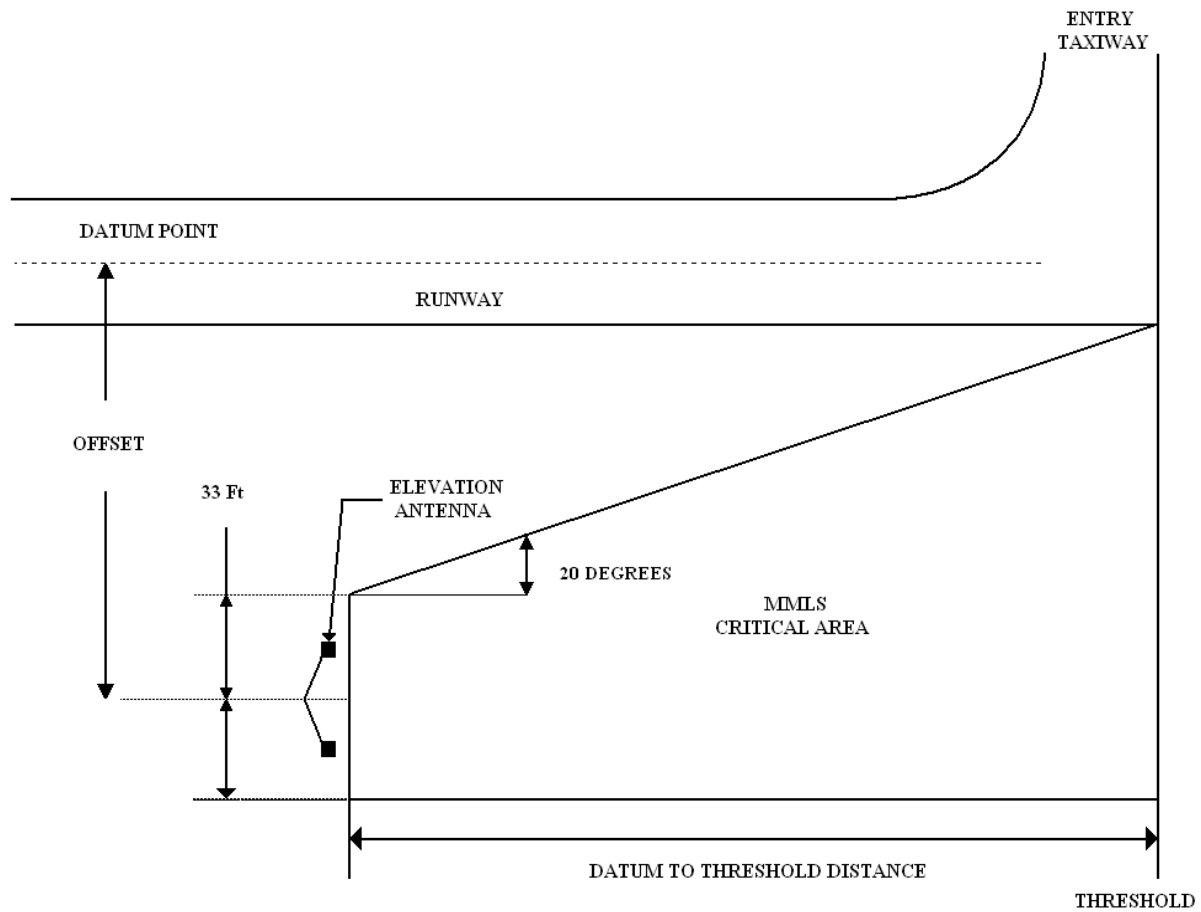 ENTRY
TAXIWAY
DATUM POINT
RUNWAY
OFFSET
33 Ft
ELEVATION
ANTENNA
20 DEGREES
MMLS
CRITICAL AREA
DATUM TO THRESHOLD DISTANCE
THRESHOLD